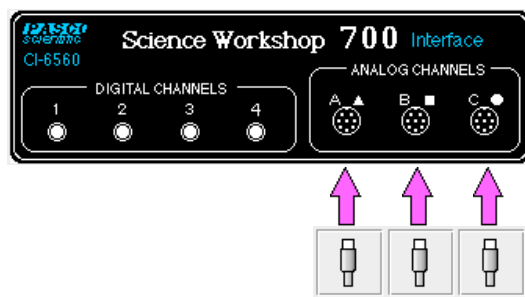 PASCO
scientific
CI-6560
Science Workshop 700 Interface
DIGITAL CHANNELS
1 2 3 4
ANALOG CHANNELS
A ▲ B ■ C ●